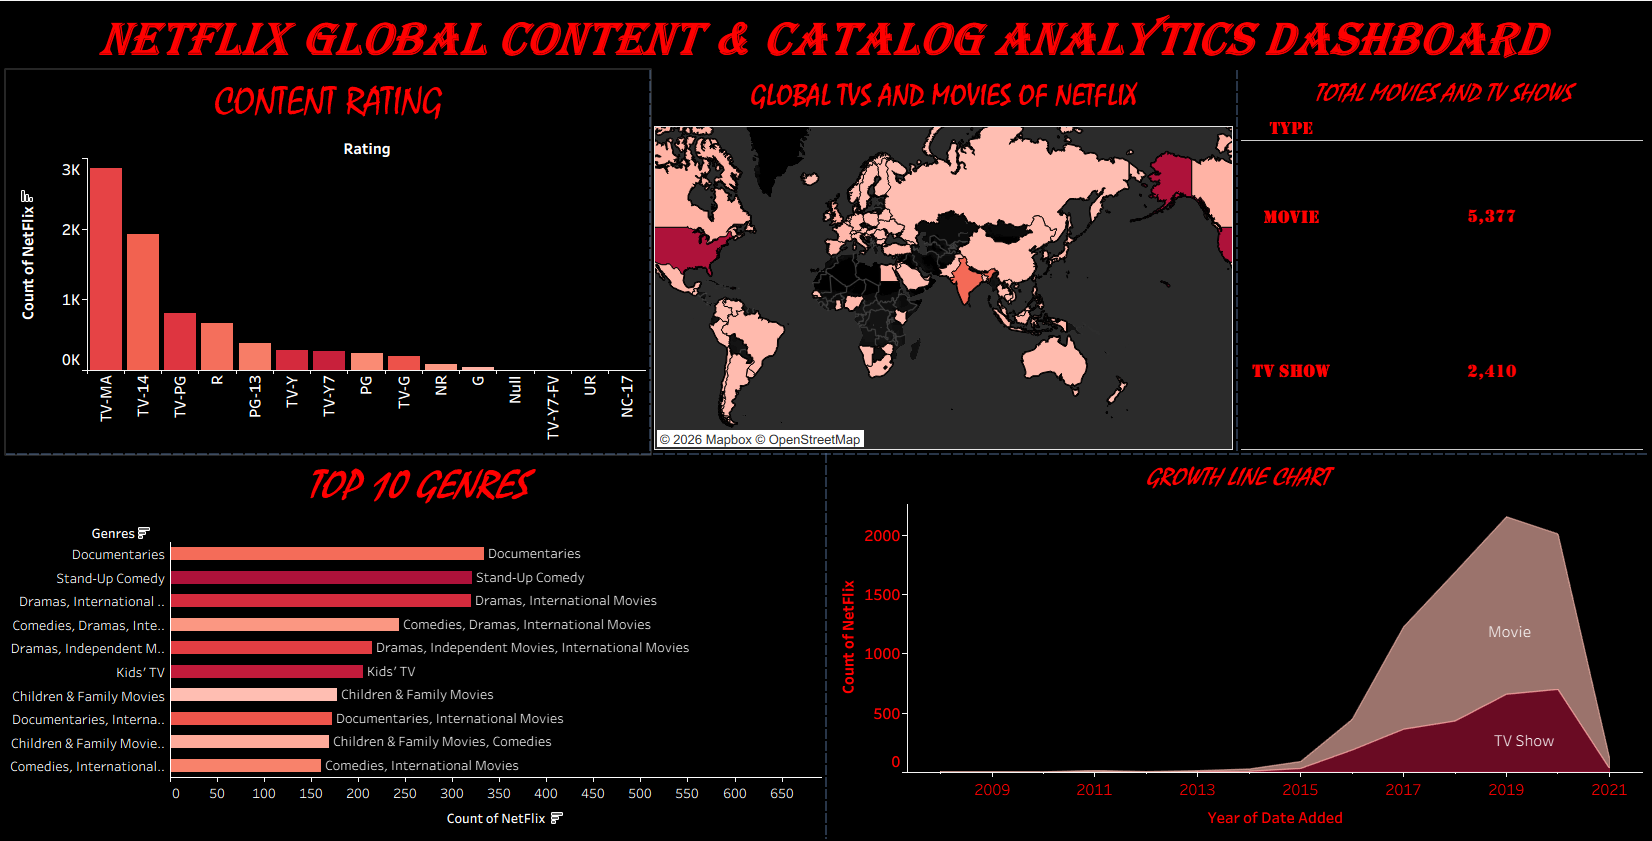 NETFLIX GLOBAL CONTENT & CATALOG ANALYTICS DASHBOARD
CONTENT RATING
Rating
Count of NetFlix
3K
2K
1K
0K
TV-MA
TV-14
TV-PG
R
PG-13
TV-Y
TV-Y7
PG
TV-G
NR
G
Null
TV-Y7-FV
UR
NC-17
GLOBAL TVS AND MOVIES OF NETFLIX
© 2026 Mapbox © OpenStreetMap
TOTAL MOVIES AND TV SHOWS
TYPE
MOVIE 5,377
TV SHOW 2,410
TOP 10 GENRES
Genres
Documentaries Documentaries
Stand-Up Comedy Stand-Up Comedy
Dramas, International .. Dramas, International Movies
Comedies, Dramas, Inte.. Comedies, Dramas, International Movies
Dramas, Independent M.. Dramas, Independent Movies, International Movies
Kids’ TV Kids’ TV
Children & Family Movies Children & Family Movies
Documentaries, Interna.. Documentaries, International Movies
Children & Family Movie.. Children & Family Movies, Comedies
Comedies, International.. Comedies, International Movies
0 50 100 150 200 250 300 350 400 450 500 550 600 650
Count of NetFlix
GROWTH LINE CHART
Count of NetFlix
2000
1500
1000
500
0
Movie
TV Show
2009 2011 2013 2015 2017 2019 2021
Year of Date Added